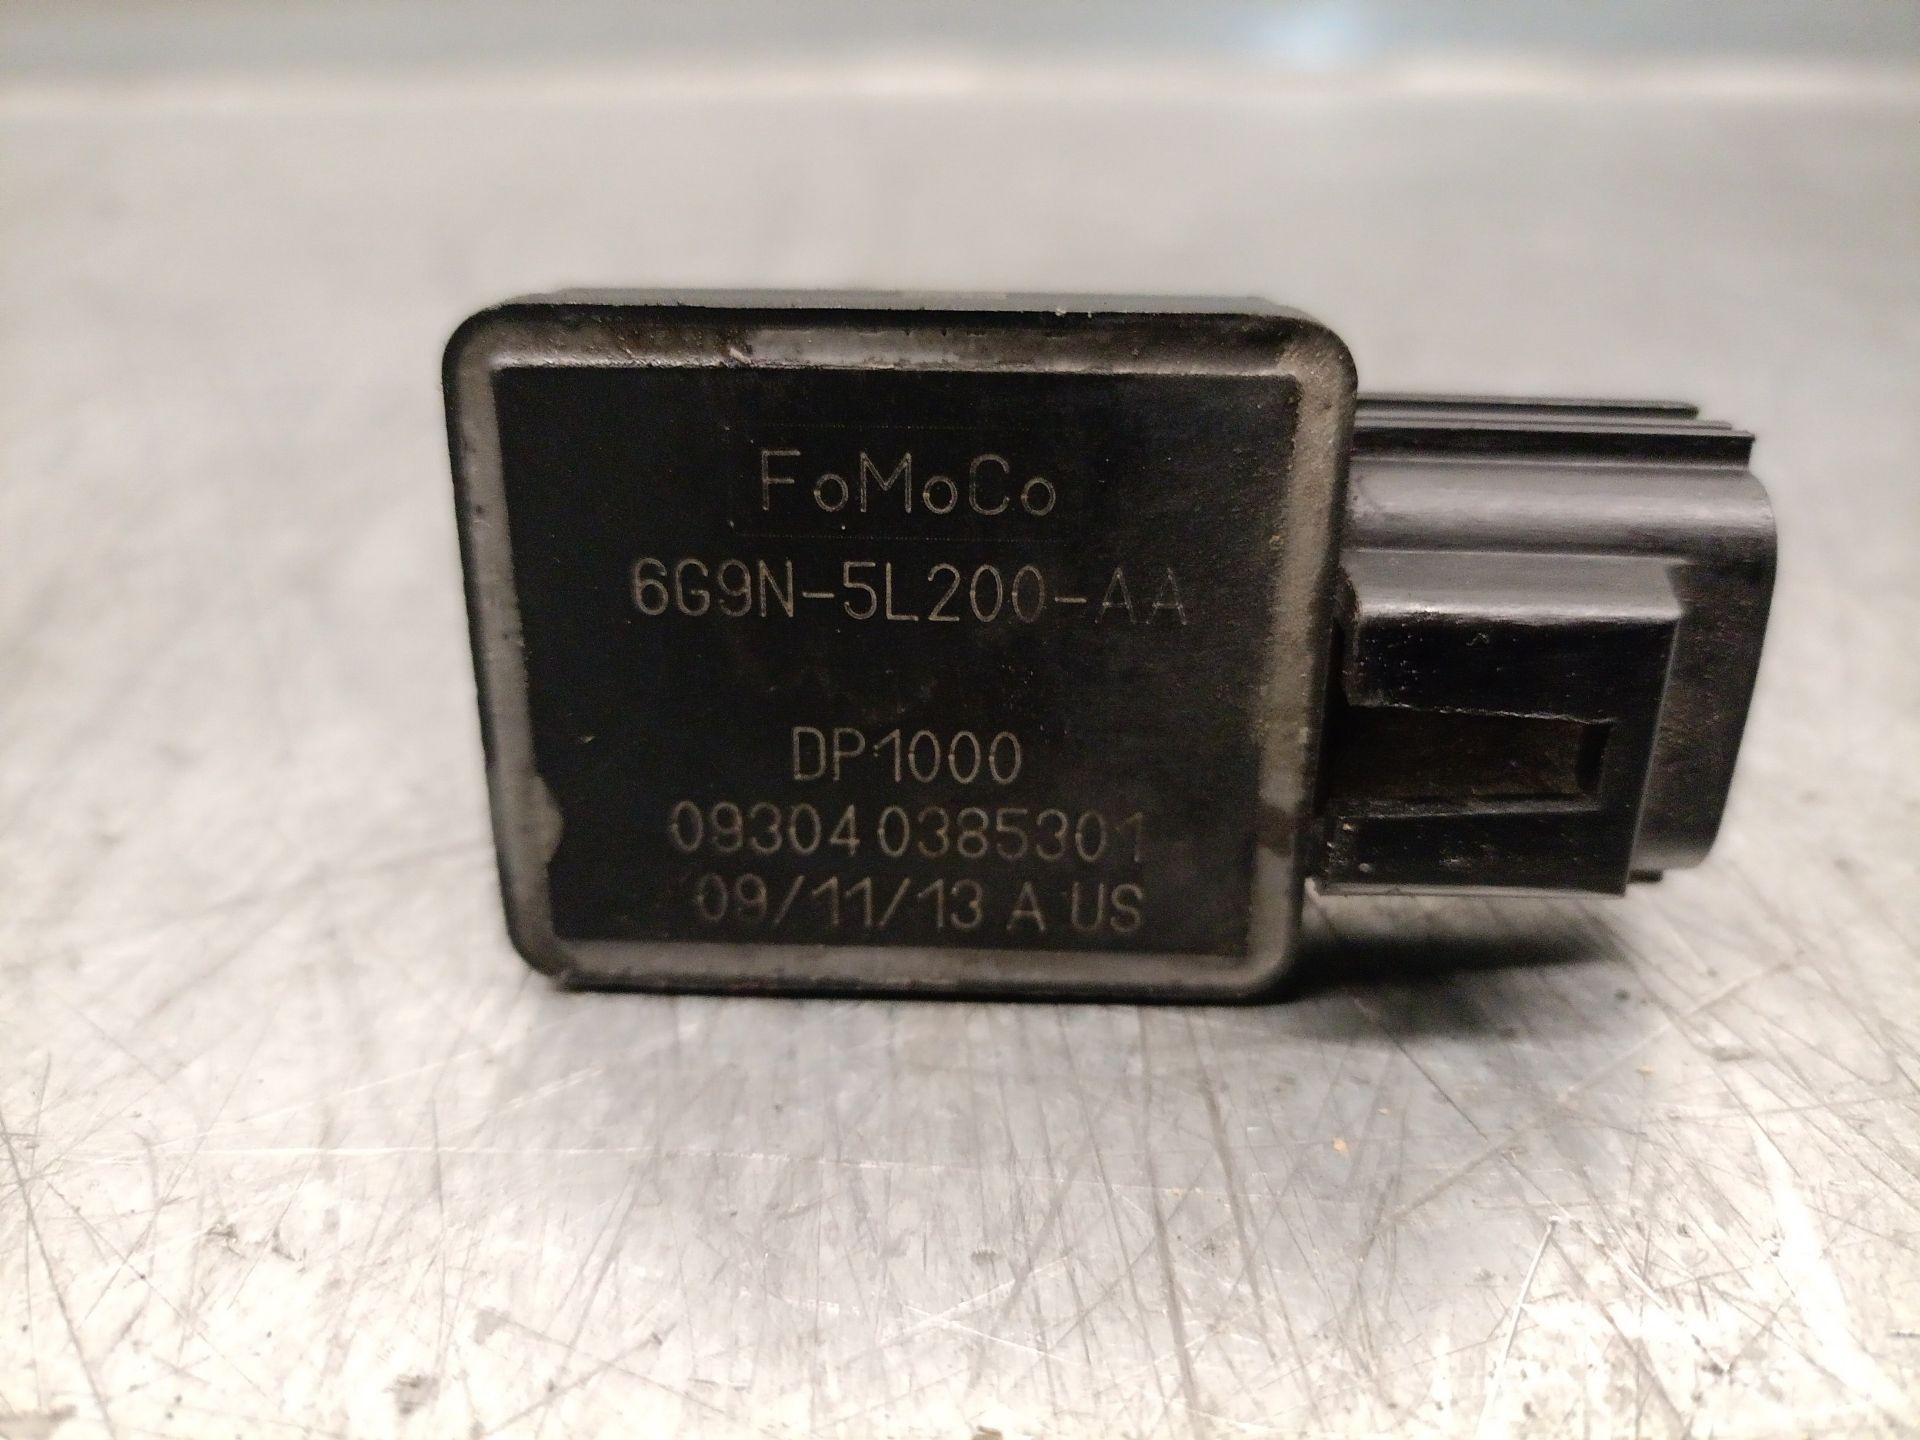 FoMoCo
6G9N-5L200-AA
DP1000
09304 0385301
09/11/13 A US